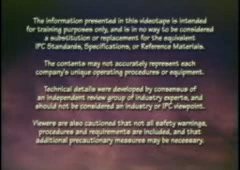 The information presented in this videotape is intended
for training purposes only, and is in no way to be considered
a substitution or replacement for the equivalent
IPC Standards, Specifications, or Reference Materials.
The contents may not accurately represent each
company's unique operating procedures or equipment.
Technical details were developed by consensus of
an independent review group of industry experts, and
should not be considered an industry or IPC viewpoint.
Viewers are also cautioned that not all safety warnings,
procedures and requirements are included, and that
additional precautionary measures may be necessary.